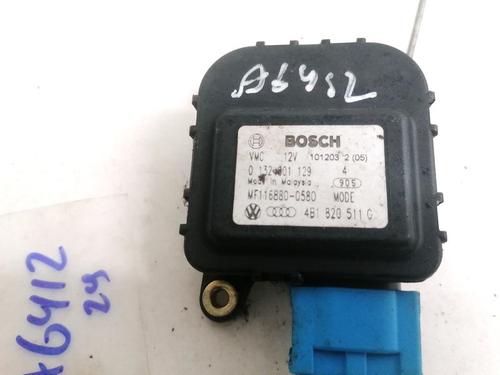 A6412
BOSCH
VMC 12V 101203 2 (05)
0 132 801 129 4
Made in Malaysia 905
MF116880-0580 MODE
4B1 820 511 C
A6412
29